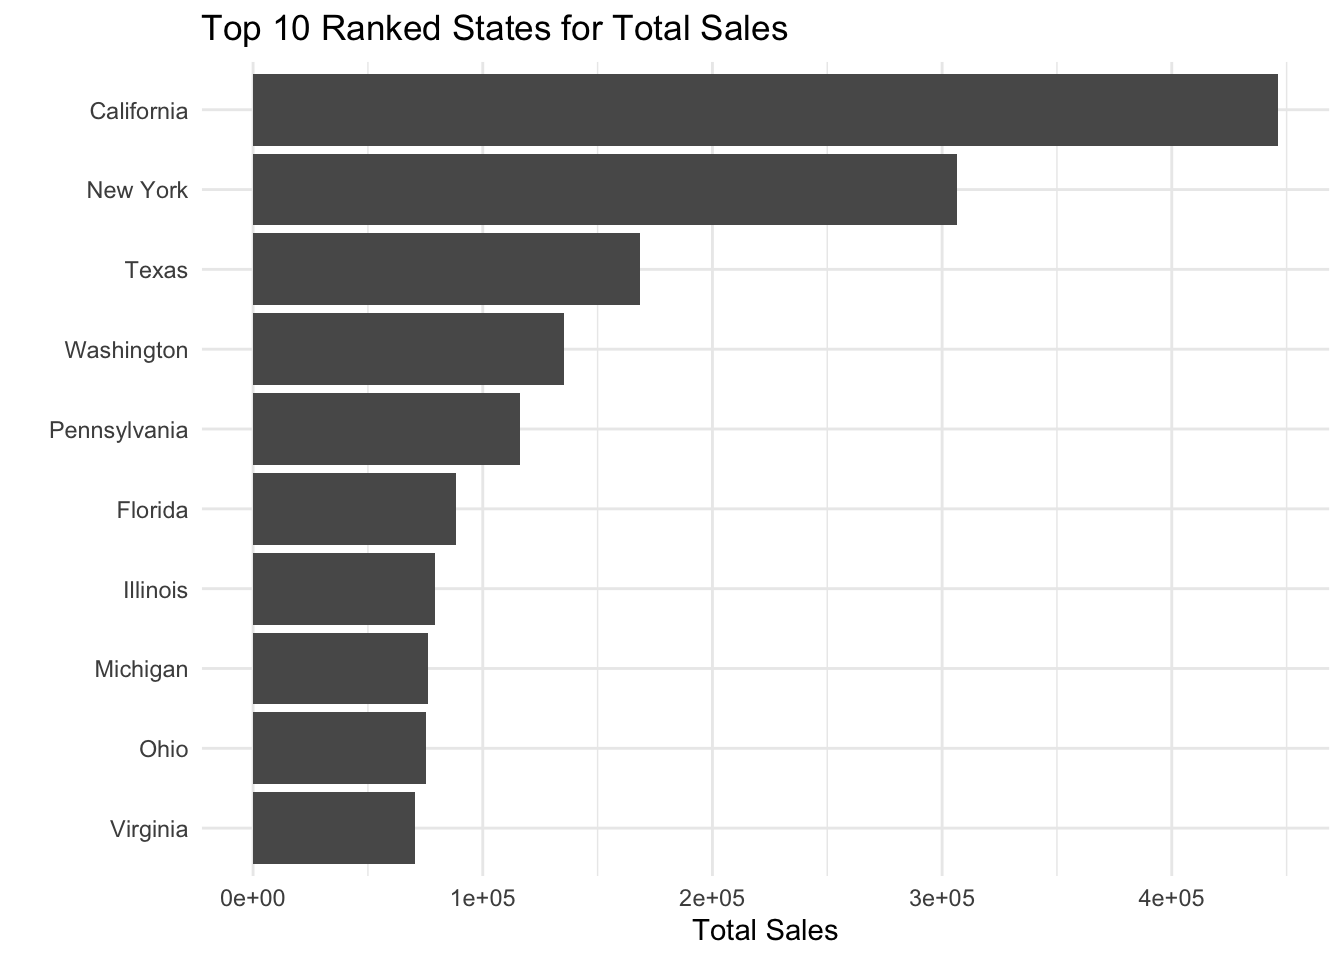 Top 10 Ranked States for Total Sales
California
New York
Texas
Washington
Pennsylvania
Florida
Illinois
Michigan
Ohio
Virginia
0e+00 1e+05 2e+05 3e+05 4e+05
Total Sales